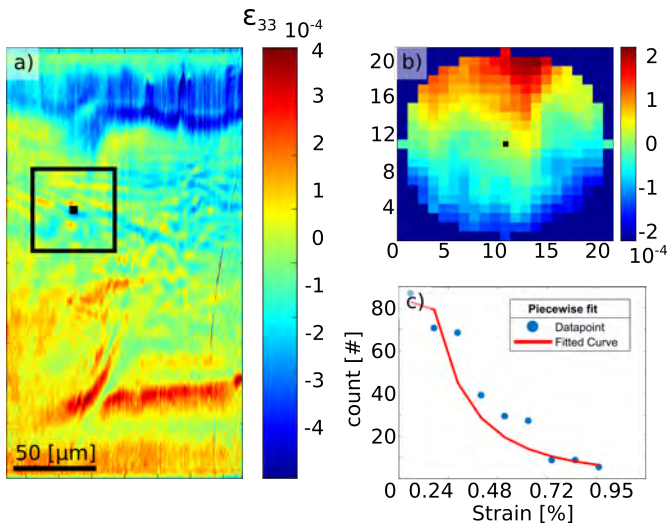 a)
50 [µm]
ε33 10-4
4
3
2
1
0
-1
-2
-3
-4
b)
20
16
12
8
4
0 5 10 15 20
2
1
0
-1
-2
10-4
c)
80
60
40
20
0 0.24 0.48 0.72 0.95
count [#]
Strain [%]
Piecewise fit
Datapoint
Fitted Curve